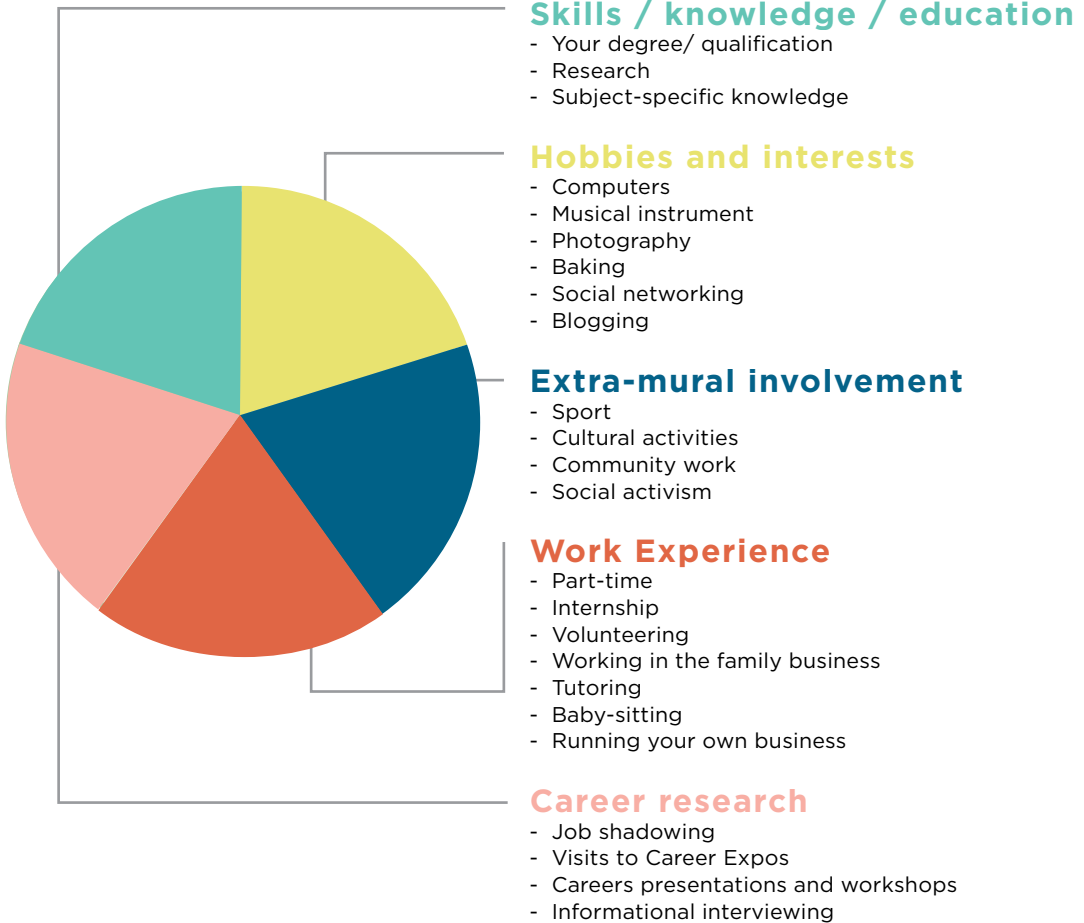 Skills / knowledge / education
- Your degree/ qualification
- Research
- Subject-specific knowledge
Hobbies and interests
- Computers
- Musical instrument
- Photography
- Baking
- Social networking
- Blogging
Extra-mural involvement
- Sport
- Cultural activities
- Community work
- Social activism
Work Experience
- Part-time
- Internship
- Volunteering
- Working in the family business
- Tutoring
- Baby-sitting
- Running your own business
Career research
- Job shadowing
- Visits to Career Expos
- Careers presentations and workshops
- Informational interviewing